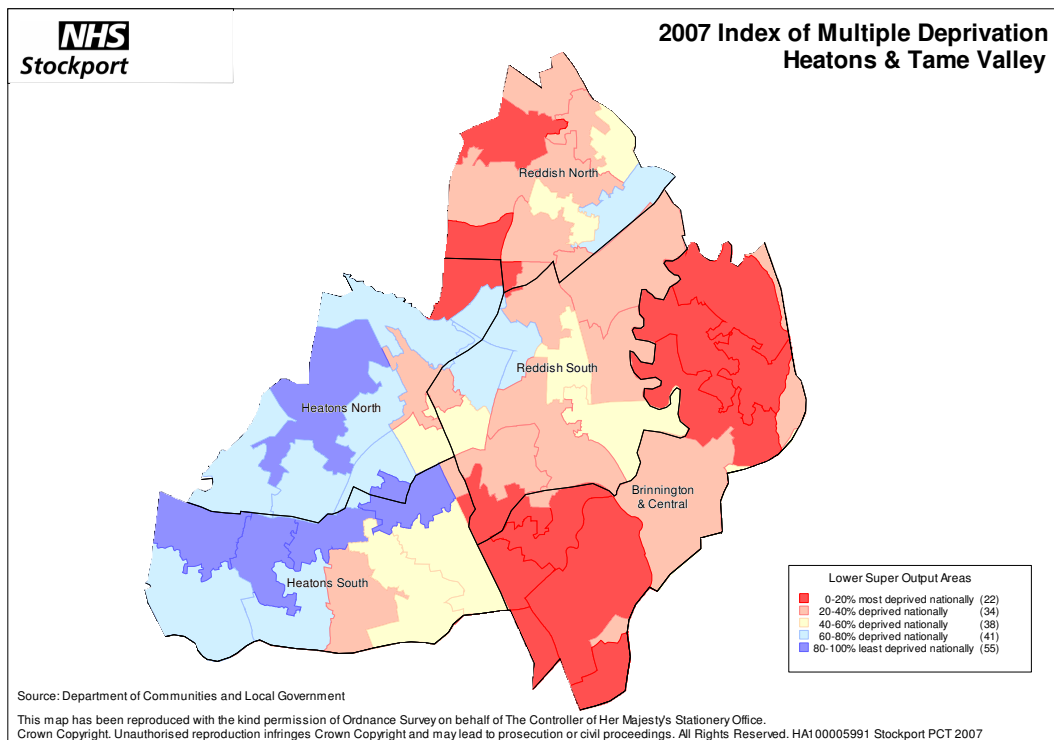 NHS
Stockport
2007 Index of Multiple Deprivation
Heatons & Tame Valley
Reddish North
Reddish South
Heatons North
Brinnington
& Central
Heatons South
Lower Super Output Areas
0-20% most deprived nationally (22)
20-40% deprived nationally (34)
40-60% deprived nationally (38)
60-80% deprived nationally (41)
80-100% least deprived nationally (55)
Source: Department of Communities and Local Government
This map has been reproduced with the kind permission of Ordnance Survey on behalf of The Controller of Her Majesty's Stationery Office.
Crown Copyright. Unauthorised reproduction infringes Crown Copyright and may lead to prosecution or civil proceedings. All Rights Reserved. HA100005991 Stockport PCT 2007